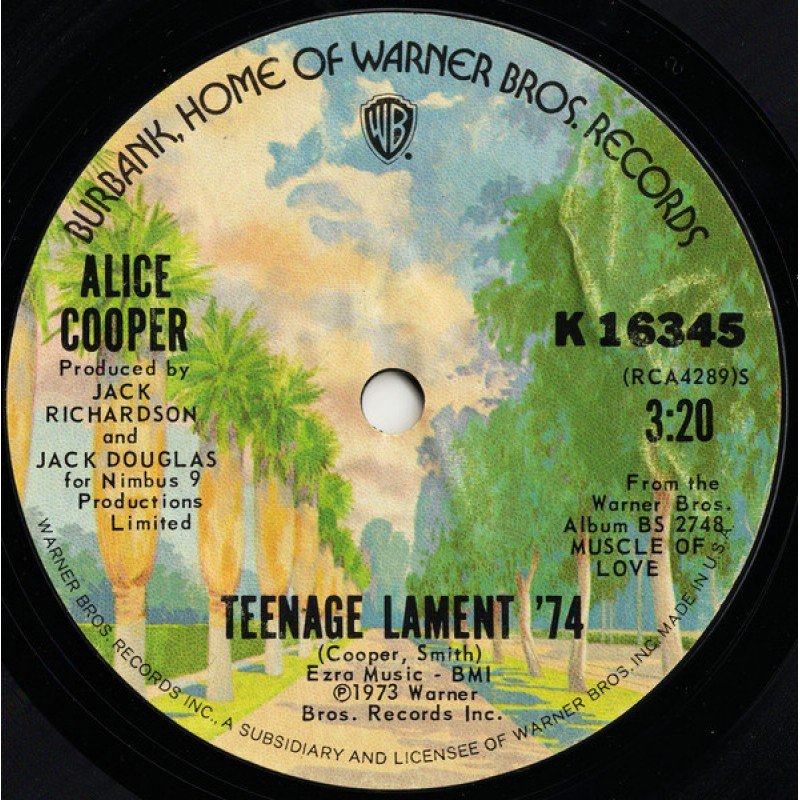 BURBANK, HOME OF WARNER BROS. RECORDS
WB
ALICE
COOPER
Produced by
JACK
RICHARDSON
and
JACK DOUGLAS
for Nimbus 9
Productions
Limited
K 16345
(RCA4289)S
3:20
From the
Warner Bros.
Album BS 2748
MUSCLE OF
LOVE
TEENAGE LAMENT '74
(Cooper, Smith)
Ezra Music - BMI
℗1973 Warner
Bros. Records Inc.
WARNER BROS. RECORDS INC., A SUBSIDIARY AND LICENSEE OF WARNER BROS. INC. MADE IN U.S.A.